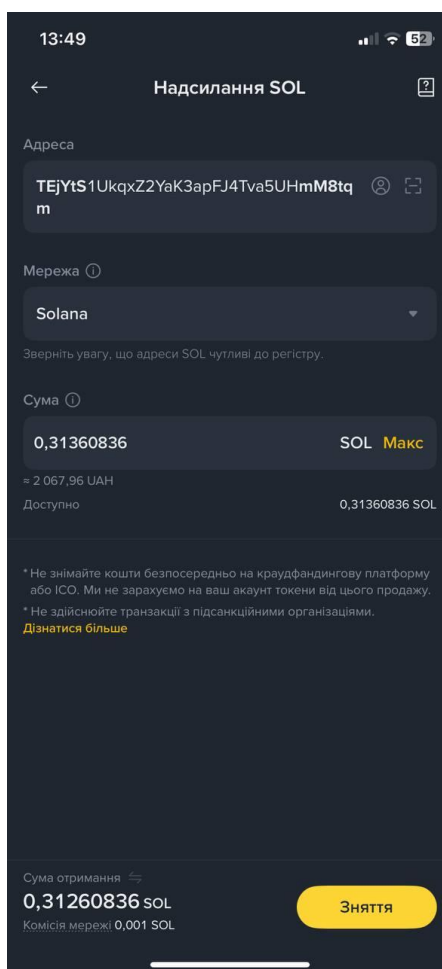 13:49
52
Надсилання SOL
Адреса
TEjYtS1UkqxZ2YaK3apFJ4Tva5UHmM8tq
m
Мережа
Solana
Зверніть увагу, що адреси SOL чутливі до регістру.
Сума
0,31360836 SOL Макс
≈ 2 067,96 UAH
Доступно 0,31360836 SOL
* Не знімайте кошти безпосередньо на краудфандингову платформу
або ICO. Ми не зарахуємо на ваш акаунт токени від цього продажу.
* Не здійснюйте транзакції з підсанкційними організаціями.
Дізнатися більше
Сума отримання
0,31260836 SOL
Комісія мережі 0,001 SOL
Зняття